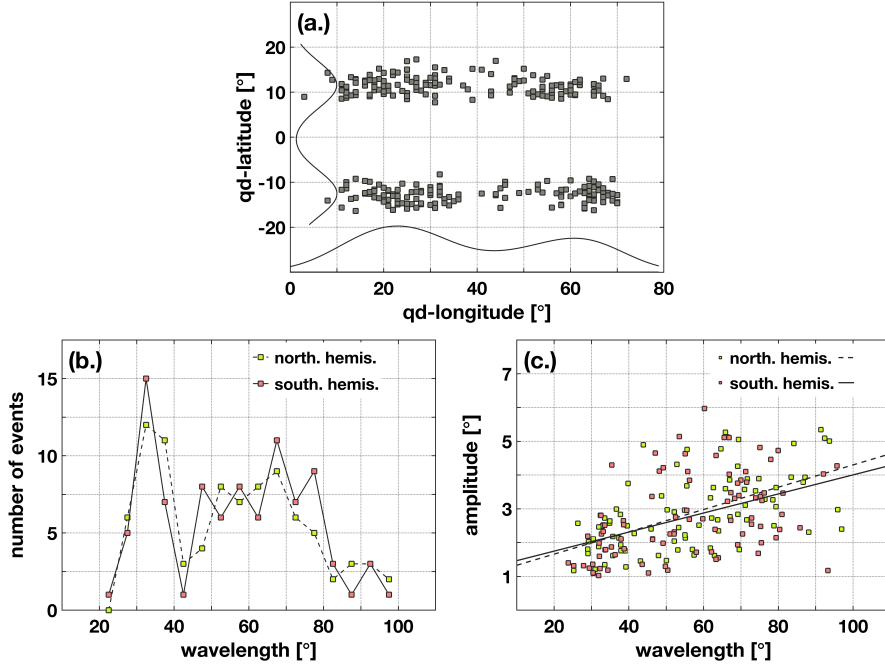 (a.)
20
10
0
-10
-20
qd-latitude [°]
0 20 40 60 80
qd-longitude [°]
(b.)
north. hemis.
south. hemis.
15
10
5
0
number of events
20 40 60 80 100
wavelength [°]
(c.)
north. hemis.
south. hemis.
7
5
3
1
amplitude [°]
20 40 60 80 100
wavelength [°]